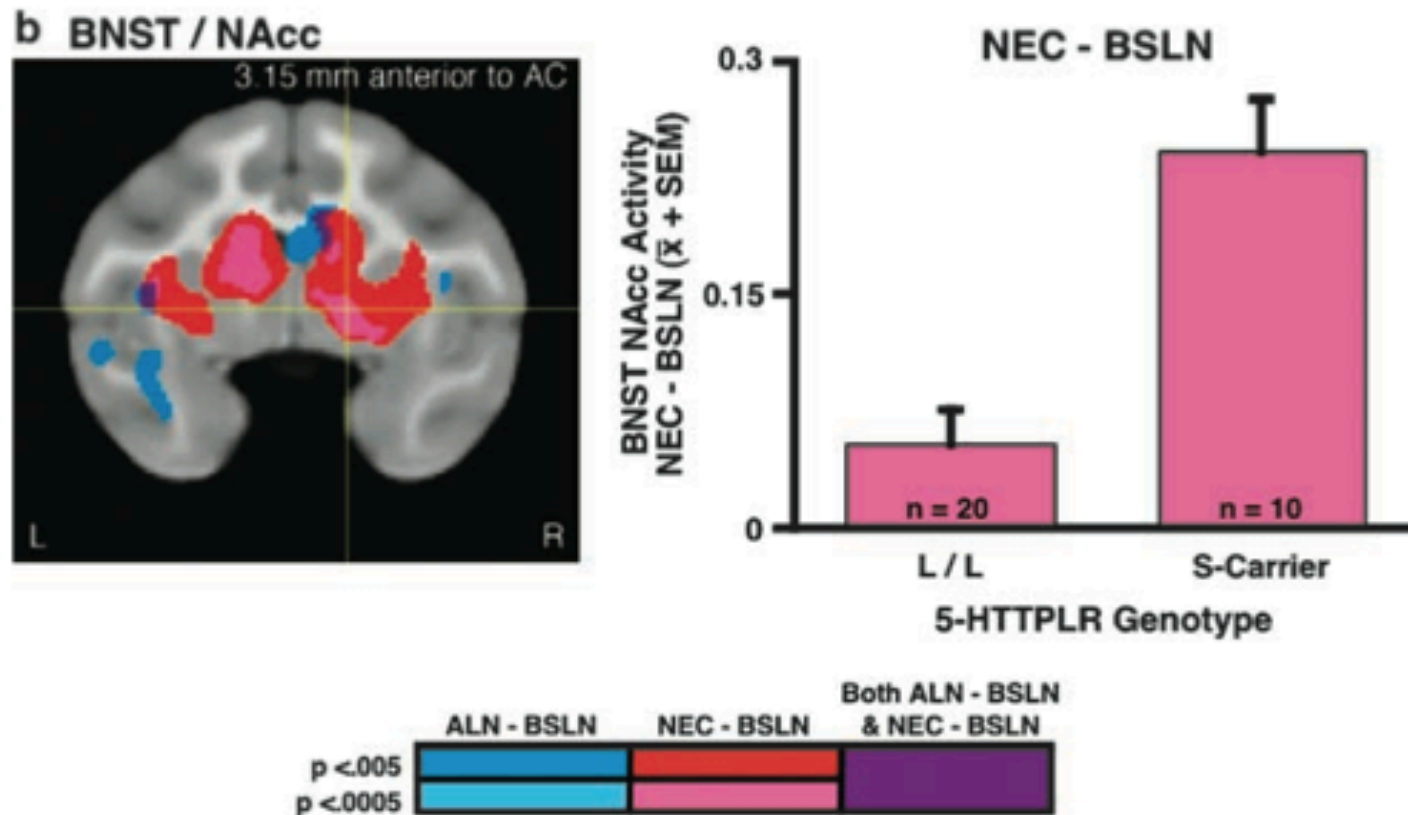 b BNST / NAcc
3.15 mm anterior to AC
L
R
NEC - BSLN
BNST NAcc Activity
NEC - BSLN (x̅ + SEM)
0.3
0.15
0
n = 20
n = 10
L / L
S-Carrier
5-HTTPLR Genotype
ALN - BSLN
NEC - BSLN
Both ALN - BSLN
& NEC - BSLN
p <.005
p <.0005